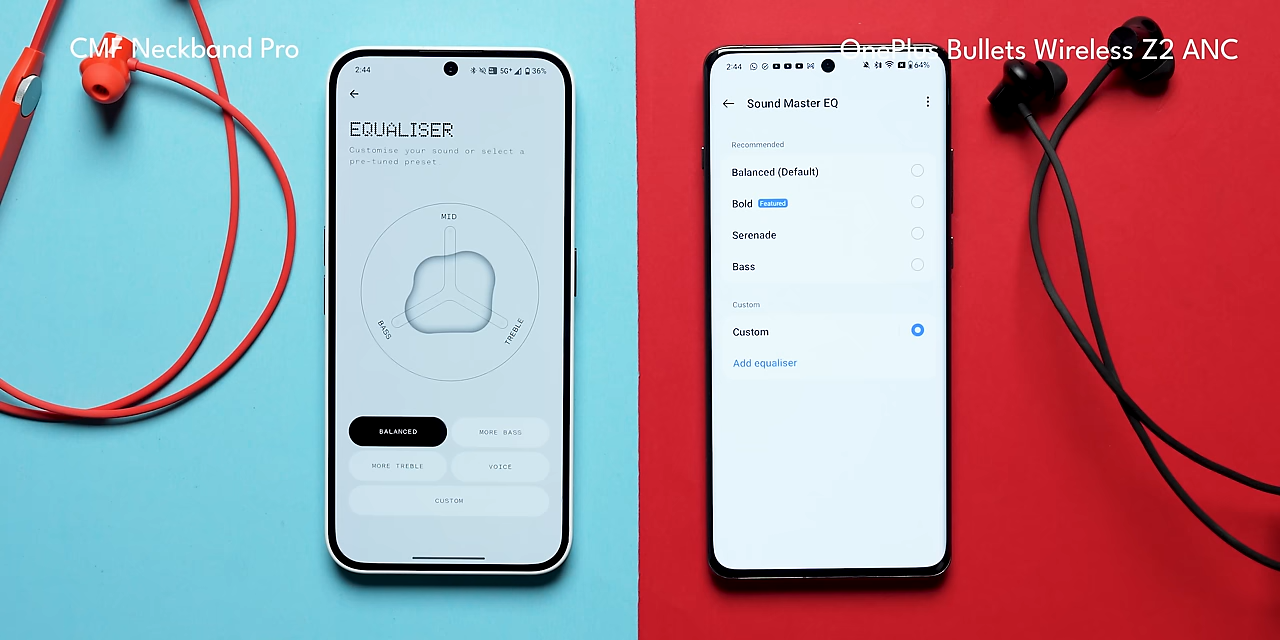 CMF Neckband Pro
OnePlus Bullets Wireless Z2 ANC
2:44
5G+
36%
EQUALISER
Customise your sound or select a
pre-tuned preset
MID
BASS
TREBLE
BALANCED
MORE BASS
MORE TREBLE
VOICE
CUSTOM
2:44
64%
Sound Master EQ
Recommended
Balanced (Default)
Bold Featured
Serenade
Bass
Custom
Custom
Add equaliser